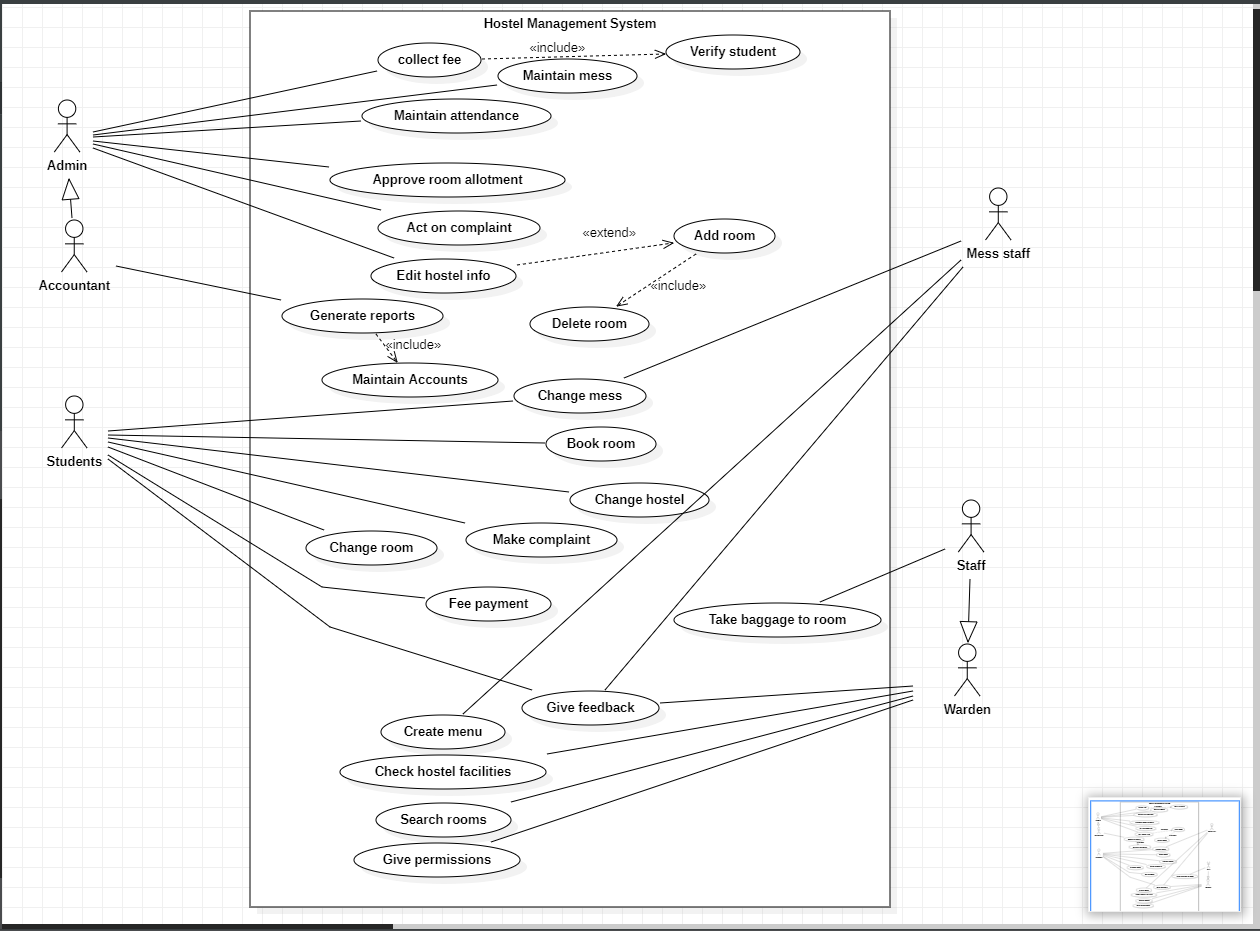 Hostel Management System
collect fee
«include»
Verify student
Maintain mess
Maintain attendance
Admin
Approve room allotment
Act on complaint
«extend»
Add room
Mess staff
Edit hostel info
Accountant
«include»
Generate reports
Delete room
«include»
Maintain Accounts
Change mess
Book room
Students
Change hostel
Make complaint
Change room
Staff
Fee payment
Take baggage to room
Give feedback
Warden
Create menu
Check hostel facilities
Search rooms
Give permissions